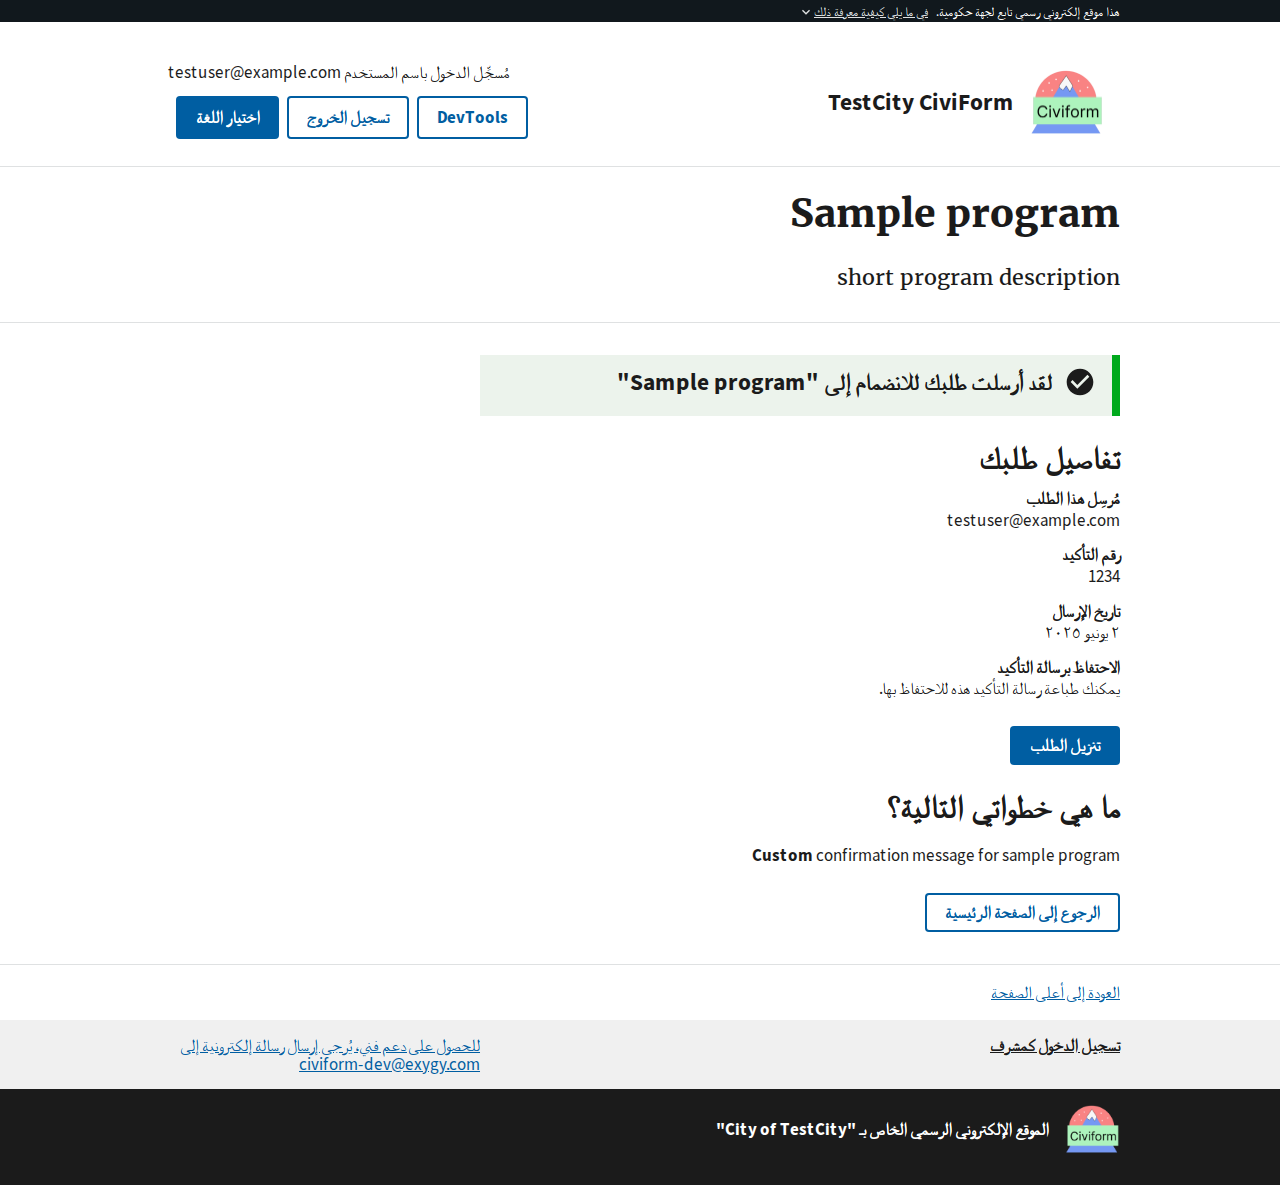 هذا موقع إلكتروني رسمي تابع لجهة حكومية. في ما يلي كيفية معرفة ذلك
Civiform
TestCity CiviForm
مُسجَّل الدخول باسم المستخدم testuser@example.com
DevTools
تسجيل الخروج
اختيار اللغة
Sample program
short program description
لقد أرسلت طلبك للانضمام إلى "Sample program"
تفاصيل طلبك
مُرسِل هذا الطلب
testuser@example.com
رقم التأكيد
1234
تاريخ الإرسال
٢ يونيو ٢٠٢٥
الاحتفاظ برسالة التأكيد
يمكنك طباعة رسالة التأكيد هذه للاحتفاظ بها.
تنزيل الطلب
ما هي خطواتي التالية؟
Custom confirmation message for sample program
الرجوع إلى الصفحة الرئيسية
العودة إلى أعلى الصفحة
تسجيل الدخول كمشرف
للحصول على دعم فني، يُرجى إرسال رسالة إلكترونية إلى
civiform-dev@exygy.com
Civiform
الموقع الإلكتروني الرسمي الخاص بـ "City of TestCity"